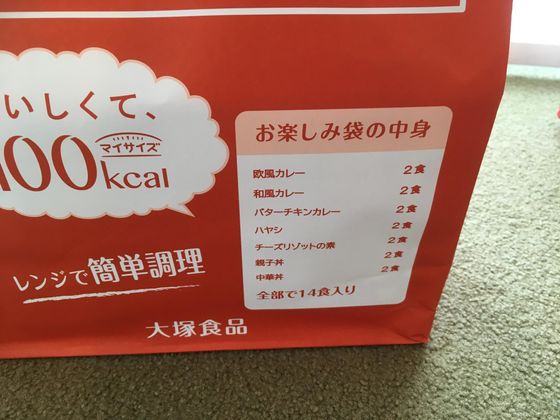 いしくて、
マイサイズ
100kcal
レンジで簡単調理
大塚食品
お楽しみ袋の中身
欧風カレー 2食
和風カレー 2食
バターチキンカレー 2食
ハヤシ 2食
チーズリゾットの素 2食
親子丼 2食
中華丼 2食
全部で14食入り